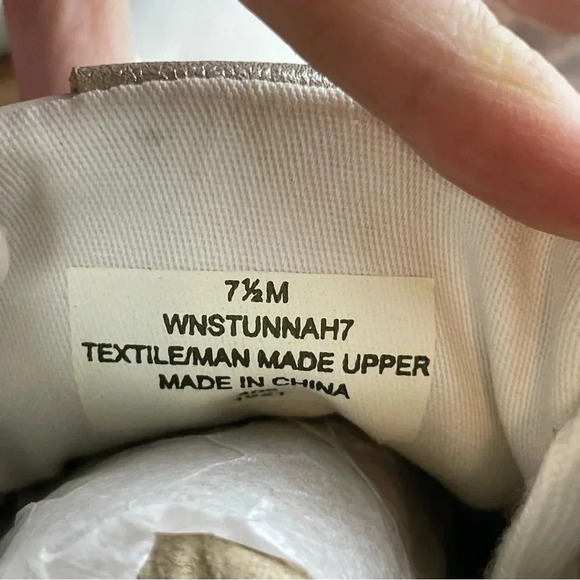 7½M
WNSTUNNAH7
TEXTILE/MAN MADE UPPER
MADE IN CHINA